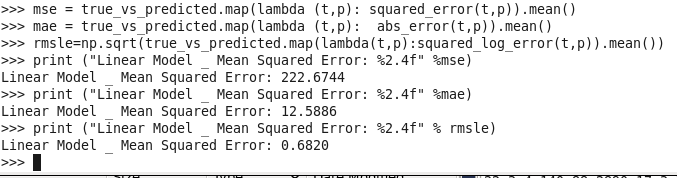 >>> mse = true_vs_predicted.map(lambda (t,p): squared_error(t,p)).mean()
>>> mae = true_vs_predicted.map(lambda (t,p):  abs_error(t,p)).mean()
>>> rmsle=np.sqrt(true_vs_predicted.map(lambda(t,p):squared_log_error(t,p)).mean())
>>> print ("Linear Model _ Mean Squared Error: %2.4f" %mse)
Linear Model _ Mean Squared Error: 222.6744
>>> print ("Linear Model _ Mean Squared Error: %2.4f" %mae)
Linear Model _ Mean Squared Error: 12.5886
>>> print ("Linear Model _ Mean Squared Error: %2.4f" % rmsle)
Linear Model _ Mean Squared Error: 0.6820
>>>